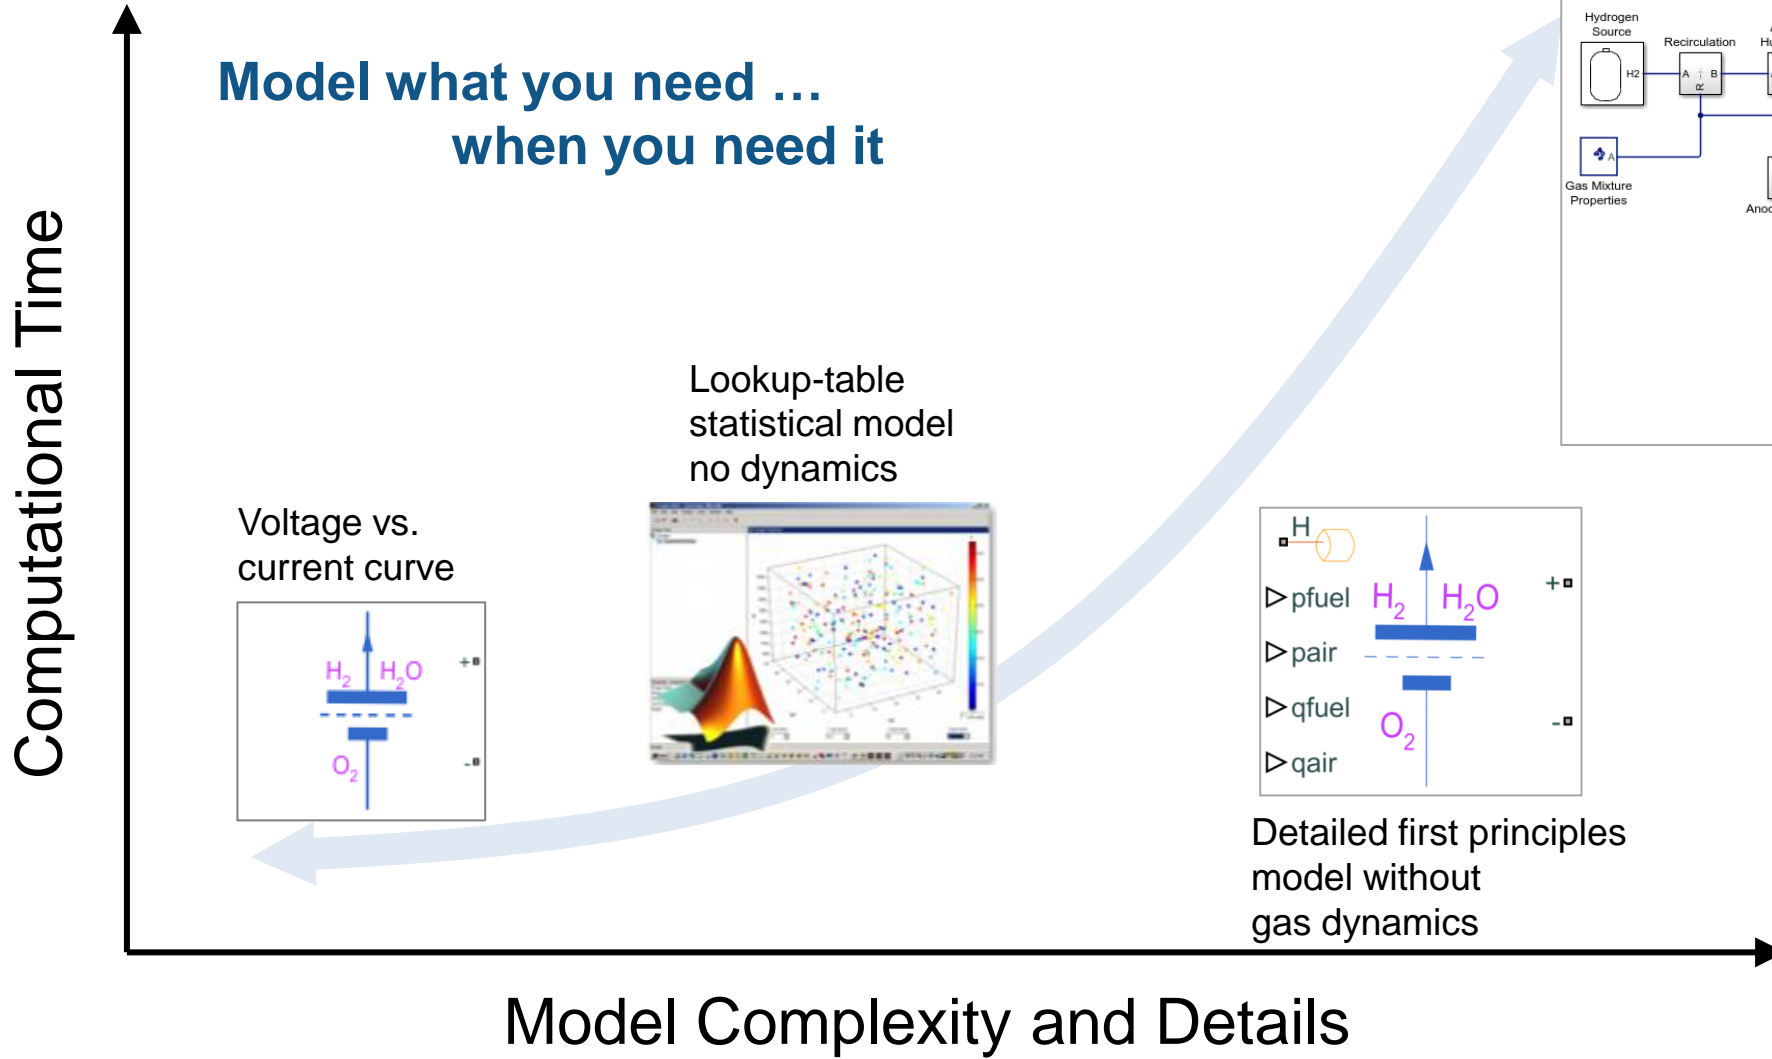 Model what you need …
when you need it
Computational Time
Voltage vs.
current curve
H2 H2O
+
O2
-
Lookup-table
statistical model
no dynamics
H
pfuel
pair
qfuel
qair
H2 H2O
+
O2
-
Detailed first principles
model without
gas dynamics
Hydrogen
Source
H2
Recirculation
A B
R
A
Gas Mixture
Properties
Model Complexity and Details